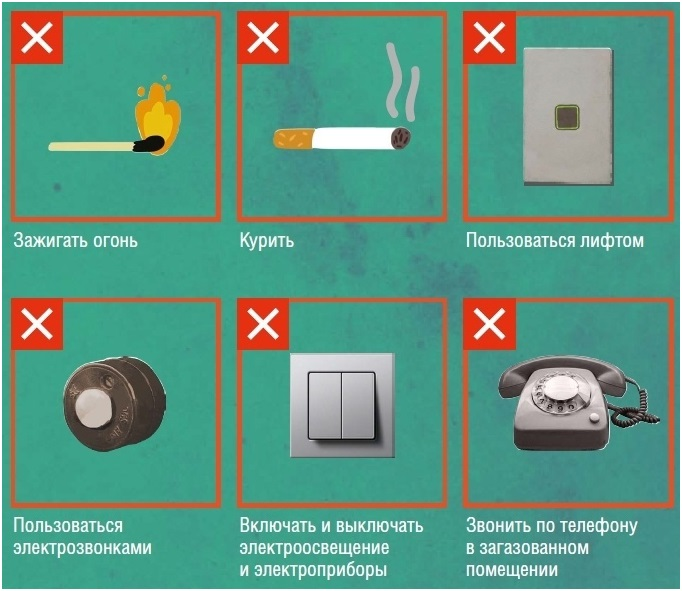 Зажигать огонь
Курить
Пользоваться лифтом
Пользоваться
электрозвонками
Включать и выключать
электроосвещение
и электроприборы
Звонить по телефону
в загазованном
помещении